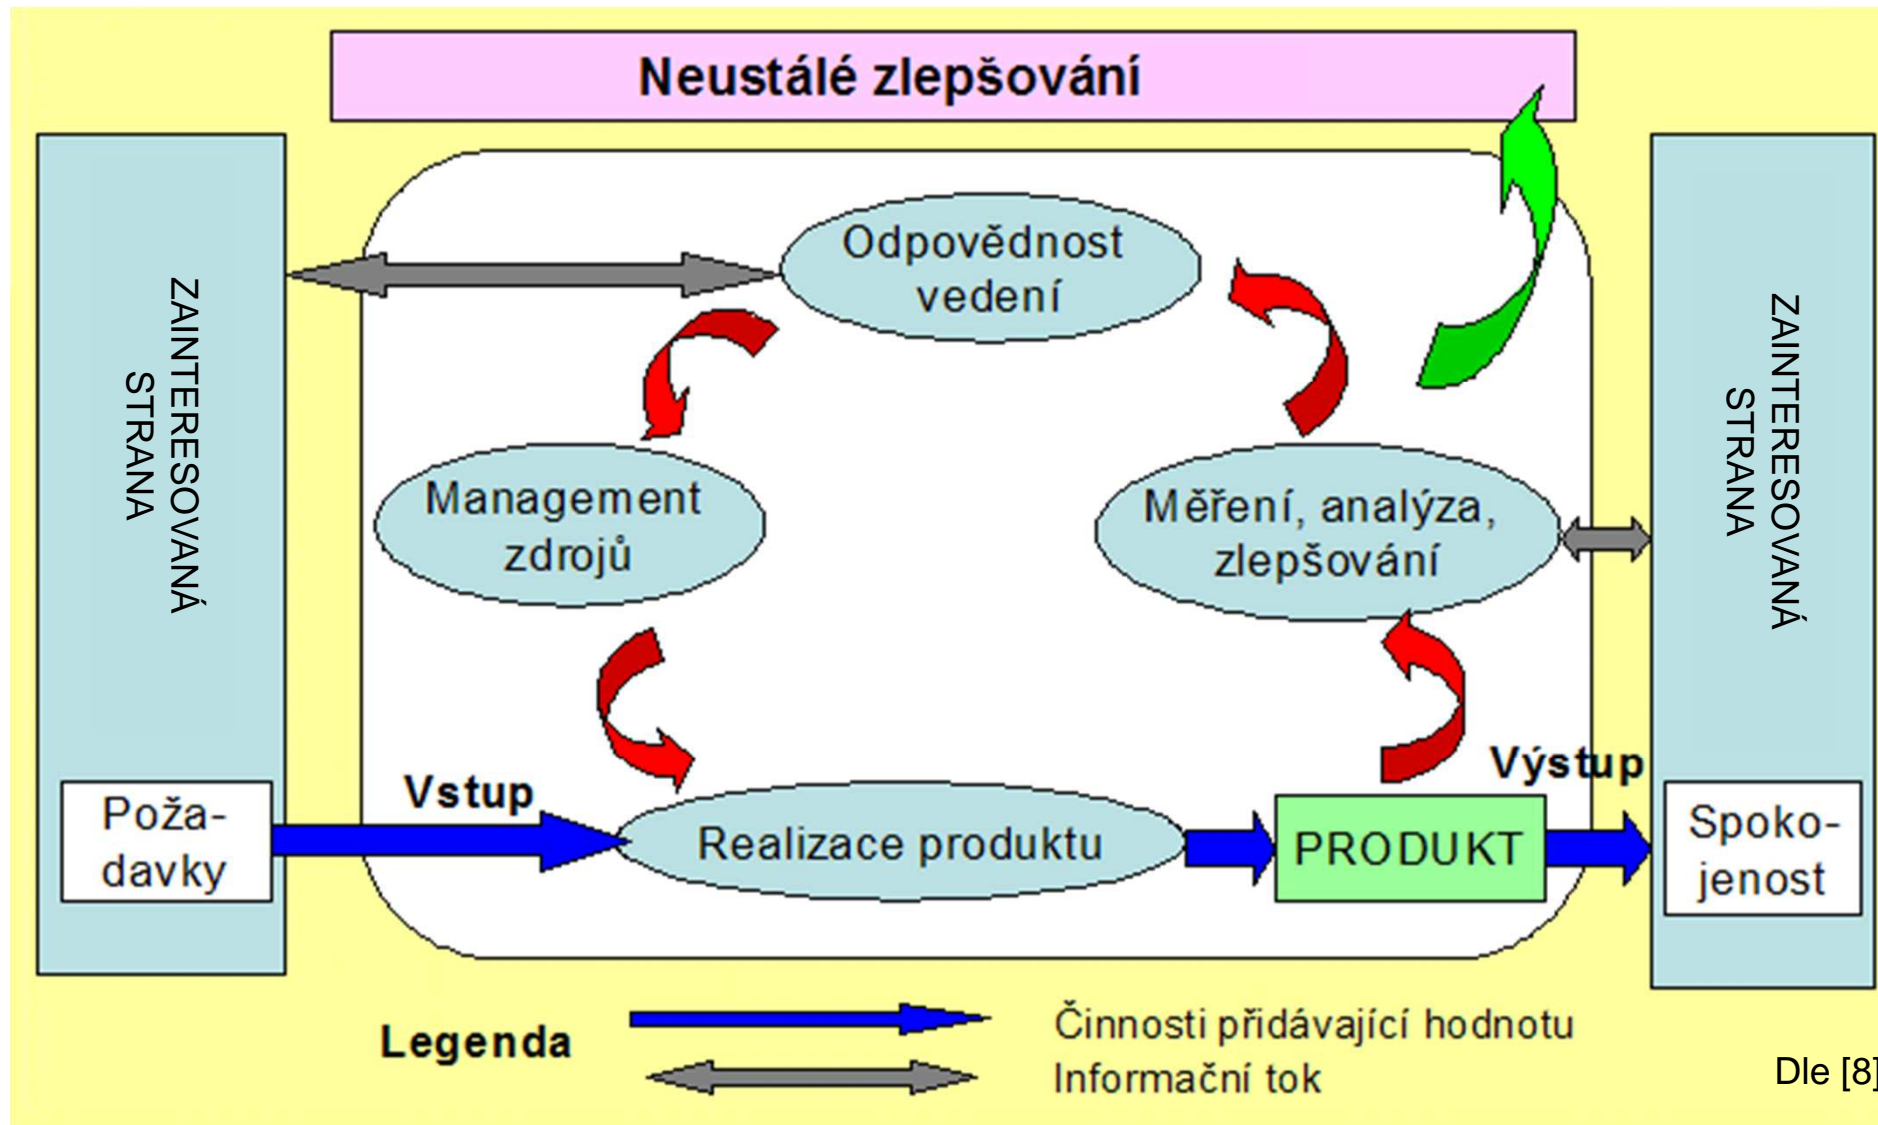 Neustálé zlepšování
ZAINTERESOVANÁ
STRANA
Odpovědnost
vedení
ZAINTERESOVANÁ
STRANA
Management
zdrojů
Měření, analýza,
zlepšování
Vstup
Výstup
Poža-
davky
Realizace produktu
PRODUKT
Spoko-
jenost
Legenda
Činnosti přidávající hodnotu
Informační tok
Dle [8]